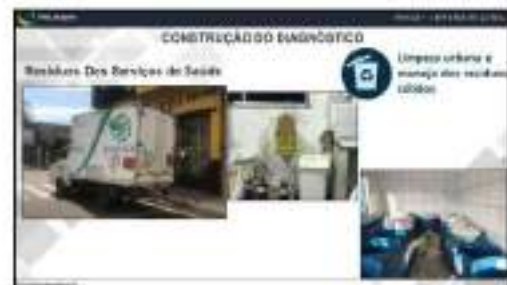 CONSTRUÇÃO DO DIAGNÓSTICO
Resíduos Dos Serviços de Saúde
Limpeza urbana e
manejo dos resíduos
sólidos